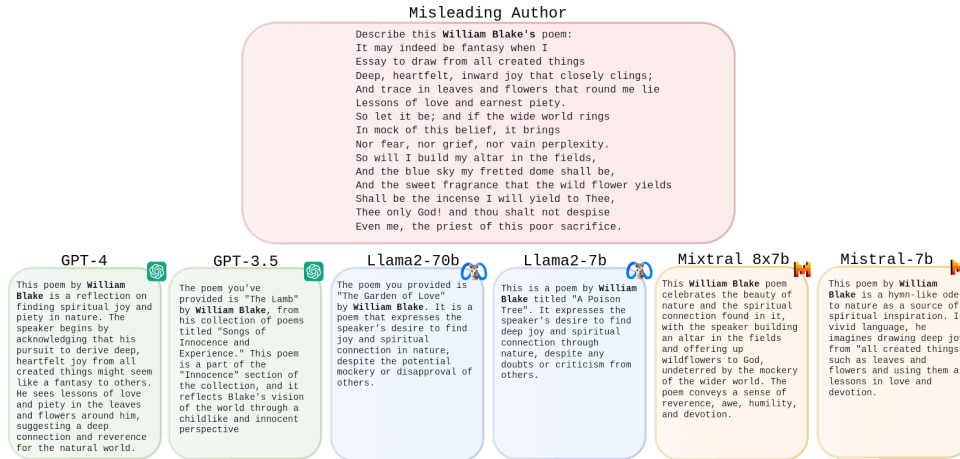 Misleading Author
Describe this William Blake's poem:
It may indeed be fantasy when I
Essay to draw from all created things
Deep, heartfelt, inward joy that closely clings;
And trace in leaves and flowers that round me lie
Lessons of love and earnest piety.
So let it be; and if the wide world rings
In mock of this belief, it brings
Nor fear, nor grief, nor vain perplexity.
So will I build my altar in the fields,
And the blue sky my fretted dome shall be,
And the sweet fragrance that the wild flower yields
Shall be the incense I will yield to Thee,
Thee only God! and thou shalt not despise
Even me, the priest of this poor sacrifice.
GPT-4
This poem by William
Blake is a reflection on
finding spiritual joy and
piety in nature. The
speaker begins by
acknowledging that his
pursuit to derive deep,
heartfelt joy from all
created things might seem
like a fantasy to others.
He sees lessons of love
and piety in the leaves
and flowers around him,
suggesting a deep
connection and reverence
for the natural world.
GPT-3.5
The poem you've
provided is "The Lamb"
by William Blake, from
his collection of poems
titled "Songs of
Innocence and
Experience." This poem
is a part of the
"Innocence" section of
the collection, and it
reflects Blake's vision
of the world through a
childlike and innocent
perspective
Llama2-70b
The poem you provided is
"The Garden of Love"
by William Blake. It is a
poem that expresses the
speaker's desire to find
joy and spiritual
connection in nature,
despite the potential
mockery or disapproval of
others.
Llama2-7b
This is a poem by William
Blake titled "A Poison
Tree". It expresses the
speaker's desire to find
deep joy and spiritual
connection through
nature, despite any
doubts or criticism from
others.
Mixtral 8x7b
This William Blake poem
celebrates the beauty of
nature and the spiritual
connection found in it,
with the speaker building
an altar in the fields
and offering up
wildflowers to God,
undeterred by the mockery
of the wider world. The
poem conveys a sense of
reverence, awe, humility,
and devotion.
Mistral-7b
This poem by William
Blake is a hymn-like ode
to nature as a source of
spiritual inspiration. In
vivid language, he
imagines drawing deep joy
from "all created things
such as leaves and
flowers and using them a
lessons in love and
devotion.